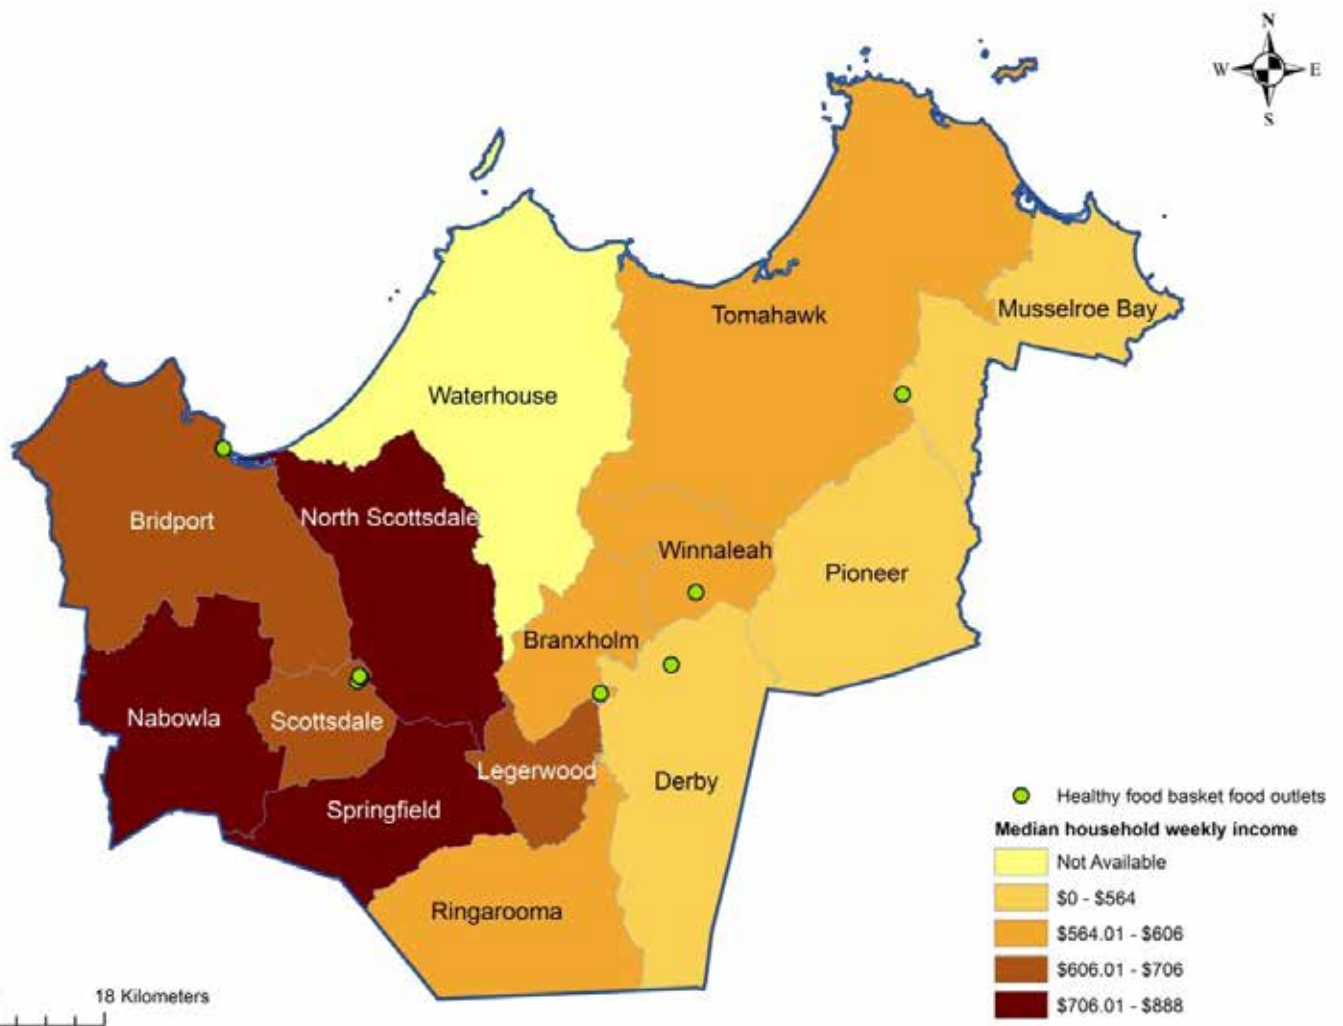 N
W E
S
Tomahawk
Musselroe Bay
Waterhouse
Bridport
North Scottsdale
Winnaleah
Pioneer
Branxholm
Nabowla
Scottsdale
Legerwood
Derby
Springfield
Ringarooma
Healthy food basket food outlets
Median household weekly income
Not Available
$0 - $564
$564.01 - $606
$606.01 - $706
$706.01 - $888
18 Kilometers